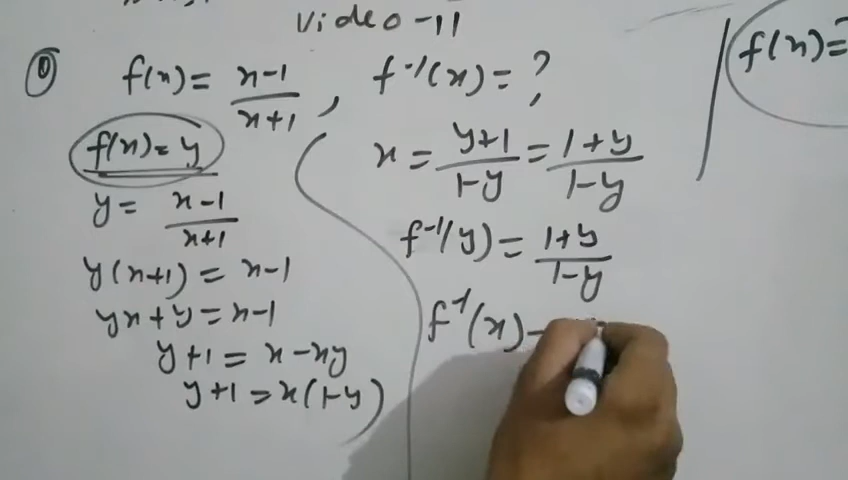 Video-11
① f(x) = x-1/x+1 , f⁻¹(x) = ?
f(x) = y
y = x-1/x+1
y(x+1) = x-1
yx+y = x-1
y+1 = x-xy
y+1 = x(1-y)
x = y+1/1-y = 1+y/1-y
f⁻¹(y) = 1+y/1-y
f⁻¹(x) =
f(x) = ?